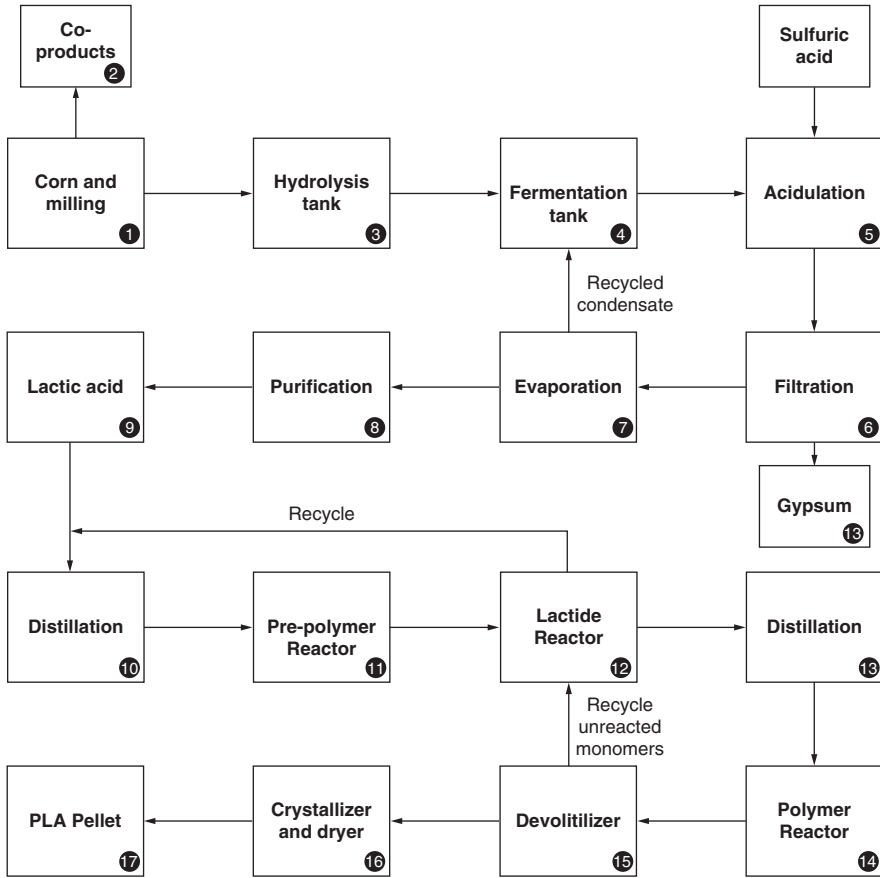 Co-
products
2
Sulfuric
acid
Corn and
milling
1
Hydrolysis
tank
3
Fermentation
tank
4
Acidulation
5
Recycled
condensate
Lactic acid
9
Purification
8
Evaporation
7
Filtration
6
Gypsum
13
Recycle
Distillation
10
Pre-polymer
Reactor
11
Lactide
Reactor
12
Distillation
13
Recycle
unreacted
monomers
PLA Pellet
17
Crystallizer
and dryer
16
Devolitilizer
15
Polymer
Reactor
14